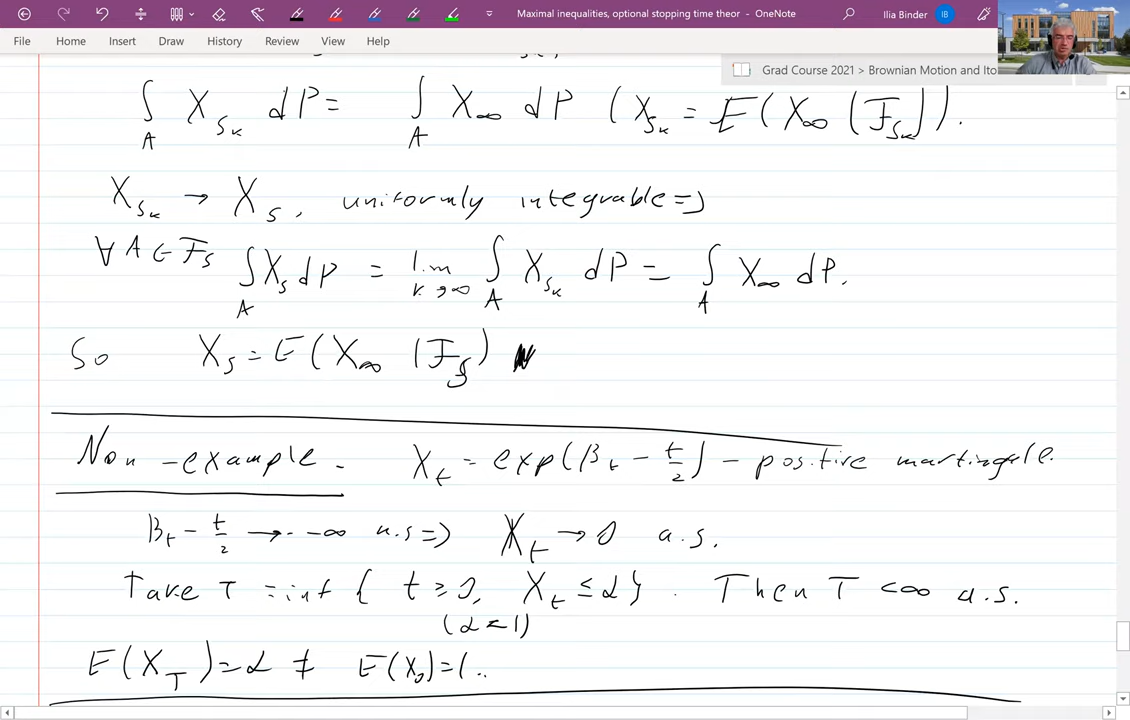 Maximal inequalities, optional stopping time theor - OneNote
Ilia Binder IB
File Home Insert Draw History Review View Help
Grad Course 2021 > Brownian Motion and Ito
∫_A X_{S_k} dP = ∫_A X_∞ dP (X_{S_k} = E(X_∞ | F_{S_k})).
X_{S_k} → X_S, uniformly integrable =>
∀ A ∈ F_S ∫_A X_S dP = lim_{k→∞} ∫_A X_{S_k} dP = ∫_A X_∞ dP.
So X_S = E(X_∞ | F_S)
Non-example. X_t = exp(B_t - t/2) - positive martingale.
B_t - t/2 → -∞ a.s => X_t → 0 a.s.
Take T = inf { t ≥ 0, X_t ≤ α }. Then T < ∞ a.s.
(α < 1)
E(X_T) = α ≠ E(X_0) = 1..